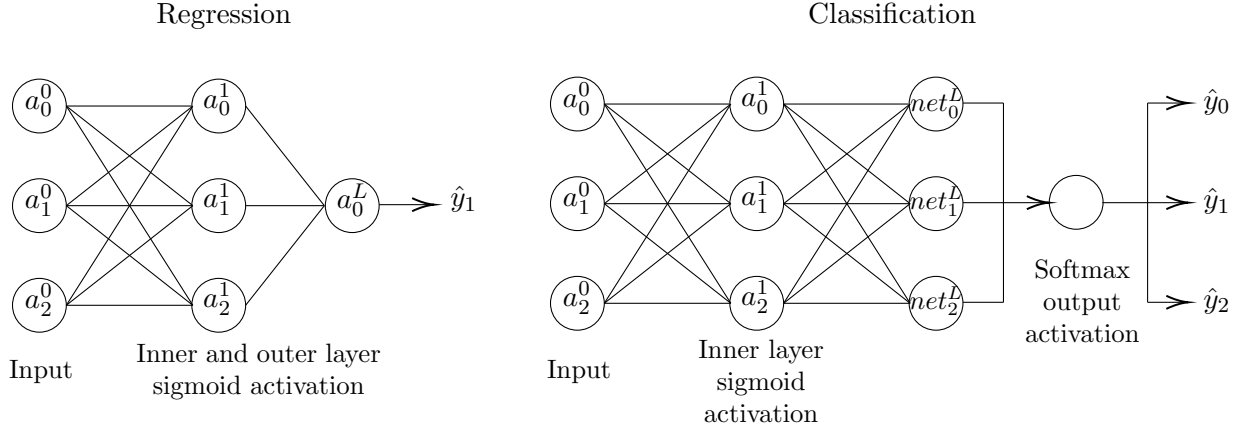 Regression
Classification
a_0^0
a_0^1
a_1^0
a_1^1
a_0^L
ŷ_1
a_2^0
a_2^1
Input
Inner and outer layer
sigmoid activation
a_0^0
a_0^1
net_0^L
ŷ_0
a_1^0
a_1^1
net_1^L
ŷ_1
a_2^0
a_2^1
net_2^L
ŷ_2
Input
Inner layer
sigmoid
activation
Softmax
output
activation